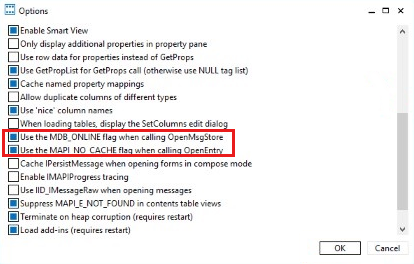 Options
Enable Smart View
Only display additional properties in property pane
Use row data for properties instead of GetProps
Use GetPropList for GetProps call (otherwise use NULL tag list)
Cache named property mappings
Allow duplicate columns of different types
Use 'nice' column names
When loading tables, display the SetColumns edit dialog
Use the MDB_ONLINE flag when calling OpenMsgStore
Use the MAPI_NO_CACHE flag when calling OpenEntry
Cache IPersistMessage when opening forms in compose mode
Enable IMAPIProgress tracing
Use IID_IMessageRaw when opening messages
Suppress MAPI_E_NOT_FOUND in contents table views
Terminate on heap corruption (requires restart)
Load add-ins (requires restart)
OK
Cancel